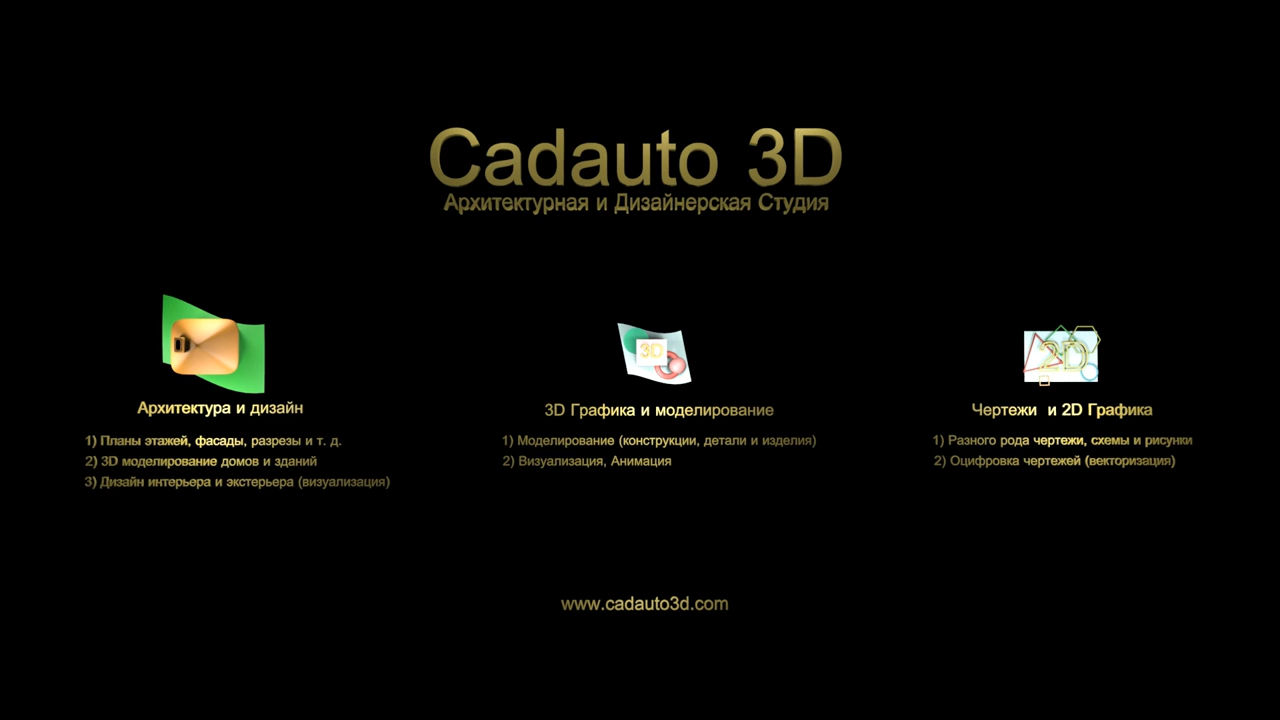 Cadauto 3D
Архитектурная и Дизайнерская Студия
Архитектура и дизайн
1) Планы этажей, фасады, разрезы и т. д.
2) 3D моделирование домов и зданий
3) Дизайн интерьера и экстерьера (визуализация)
3D
3D Графика и моделирование
1) Моделирование (конструкции, детали и изделия)
2) Визуализация, Анимация
2D
Чертежи и 2D Графика
1) Разного рода чертежи, схемы и рисунки
2) Оцифровка чертежей (векторизация)
www.cadauto3d.com